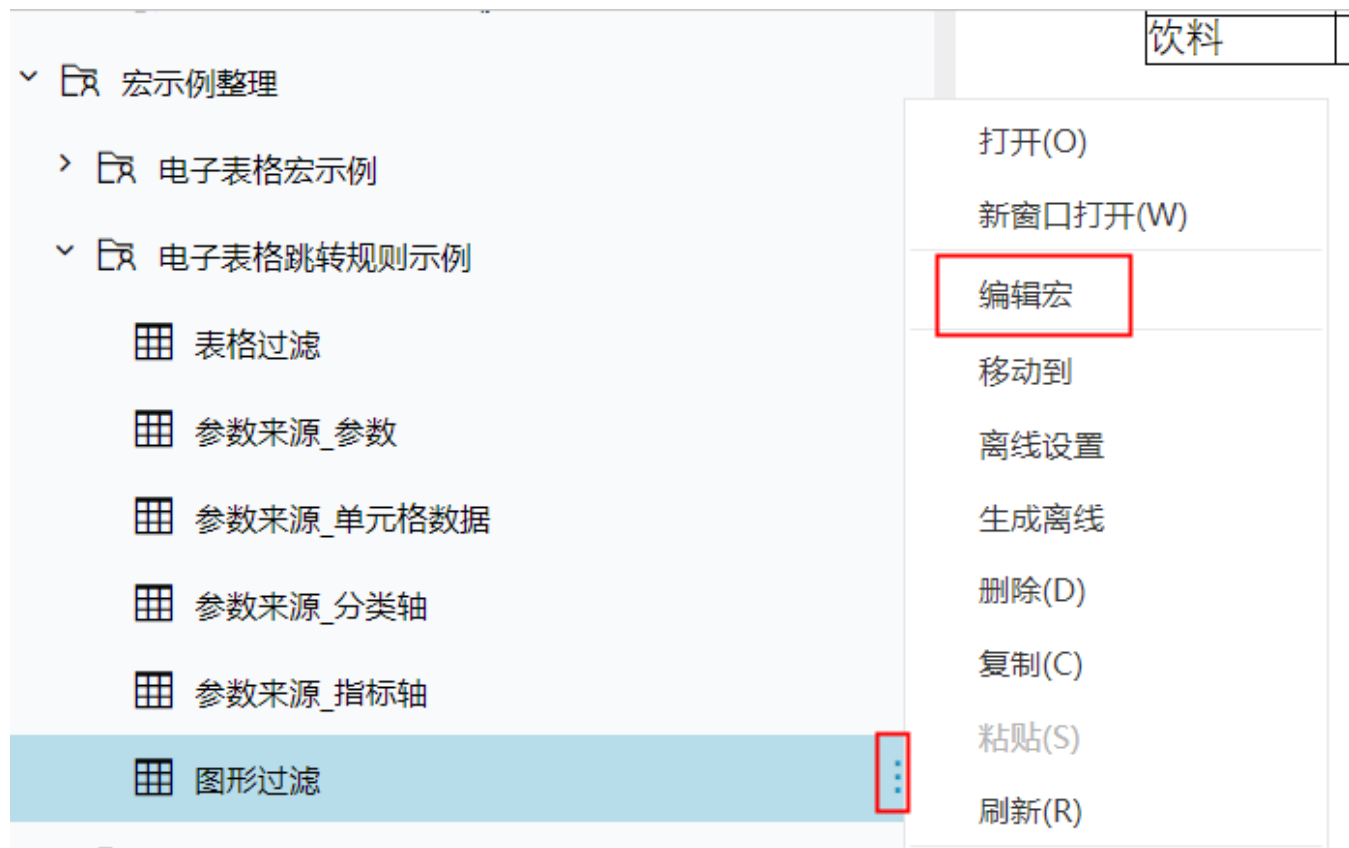 饮料
宏示例整理
电子表格宏示例
电子表格跳转规则示例
表格过滤
参数来源_参数
参数来源_单元格数据
参数来源_分类轴
参数来源_指标轴
图形过滤
打开(O)
新窗口打开(W)
编辑宏
移动到
离线设置
生成离线
删除(D)
复制(C)
粘贴(S)
刷新(R)